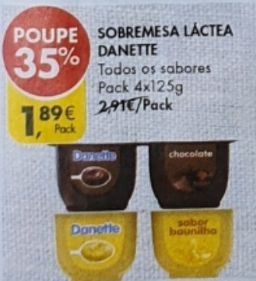 POUPE
35%
1,89€
Pack
SOBREMESA LÁCTEA
DANETTE
Todos os sabores
Pack 4x125g
2,91€/Pack
Danette
chocolate
Danette
sabor
baunilha